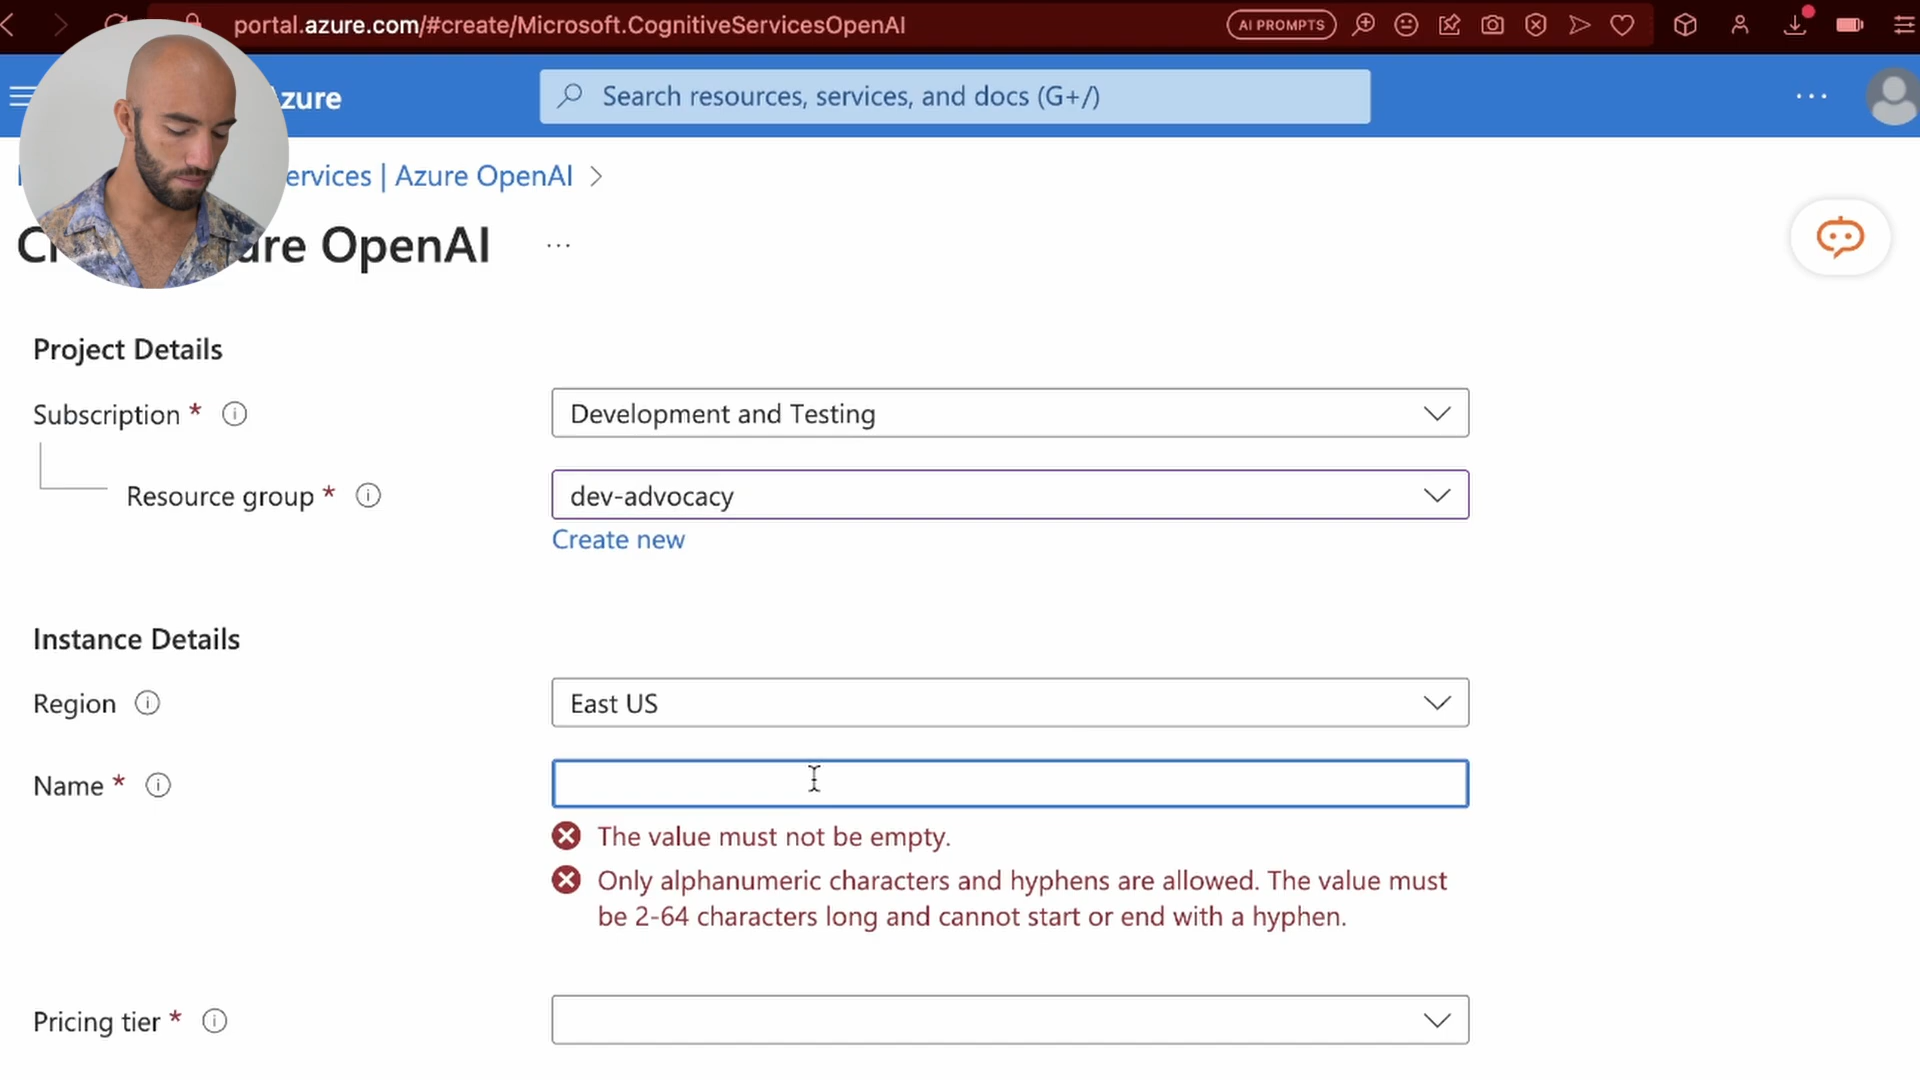 portal.azure.com/#create/Microsoft.CognitiveServicesOpenAI
AI PROMPTS
zure
Search resources, services, and docs (G+/)
ervices | Azure OpenAI >
ure OpenAI ...
Project Details
Subscription *
Development and Testing
Resource group *
dev-advocacy
Create new
Instance Details
Region
East US
Name *
The value must not be empty.
Only alphanumeric characters and hyphens are allowed. The value must
be 2-64 characters long and cannot start or end with a hyphen.
Pricing tier *